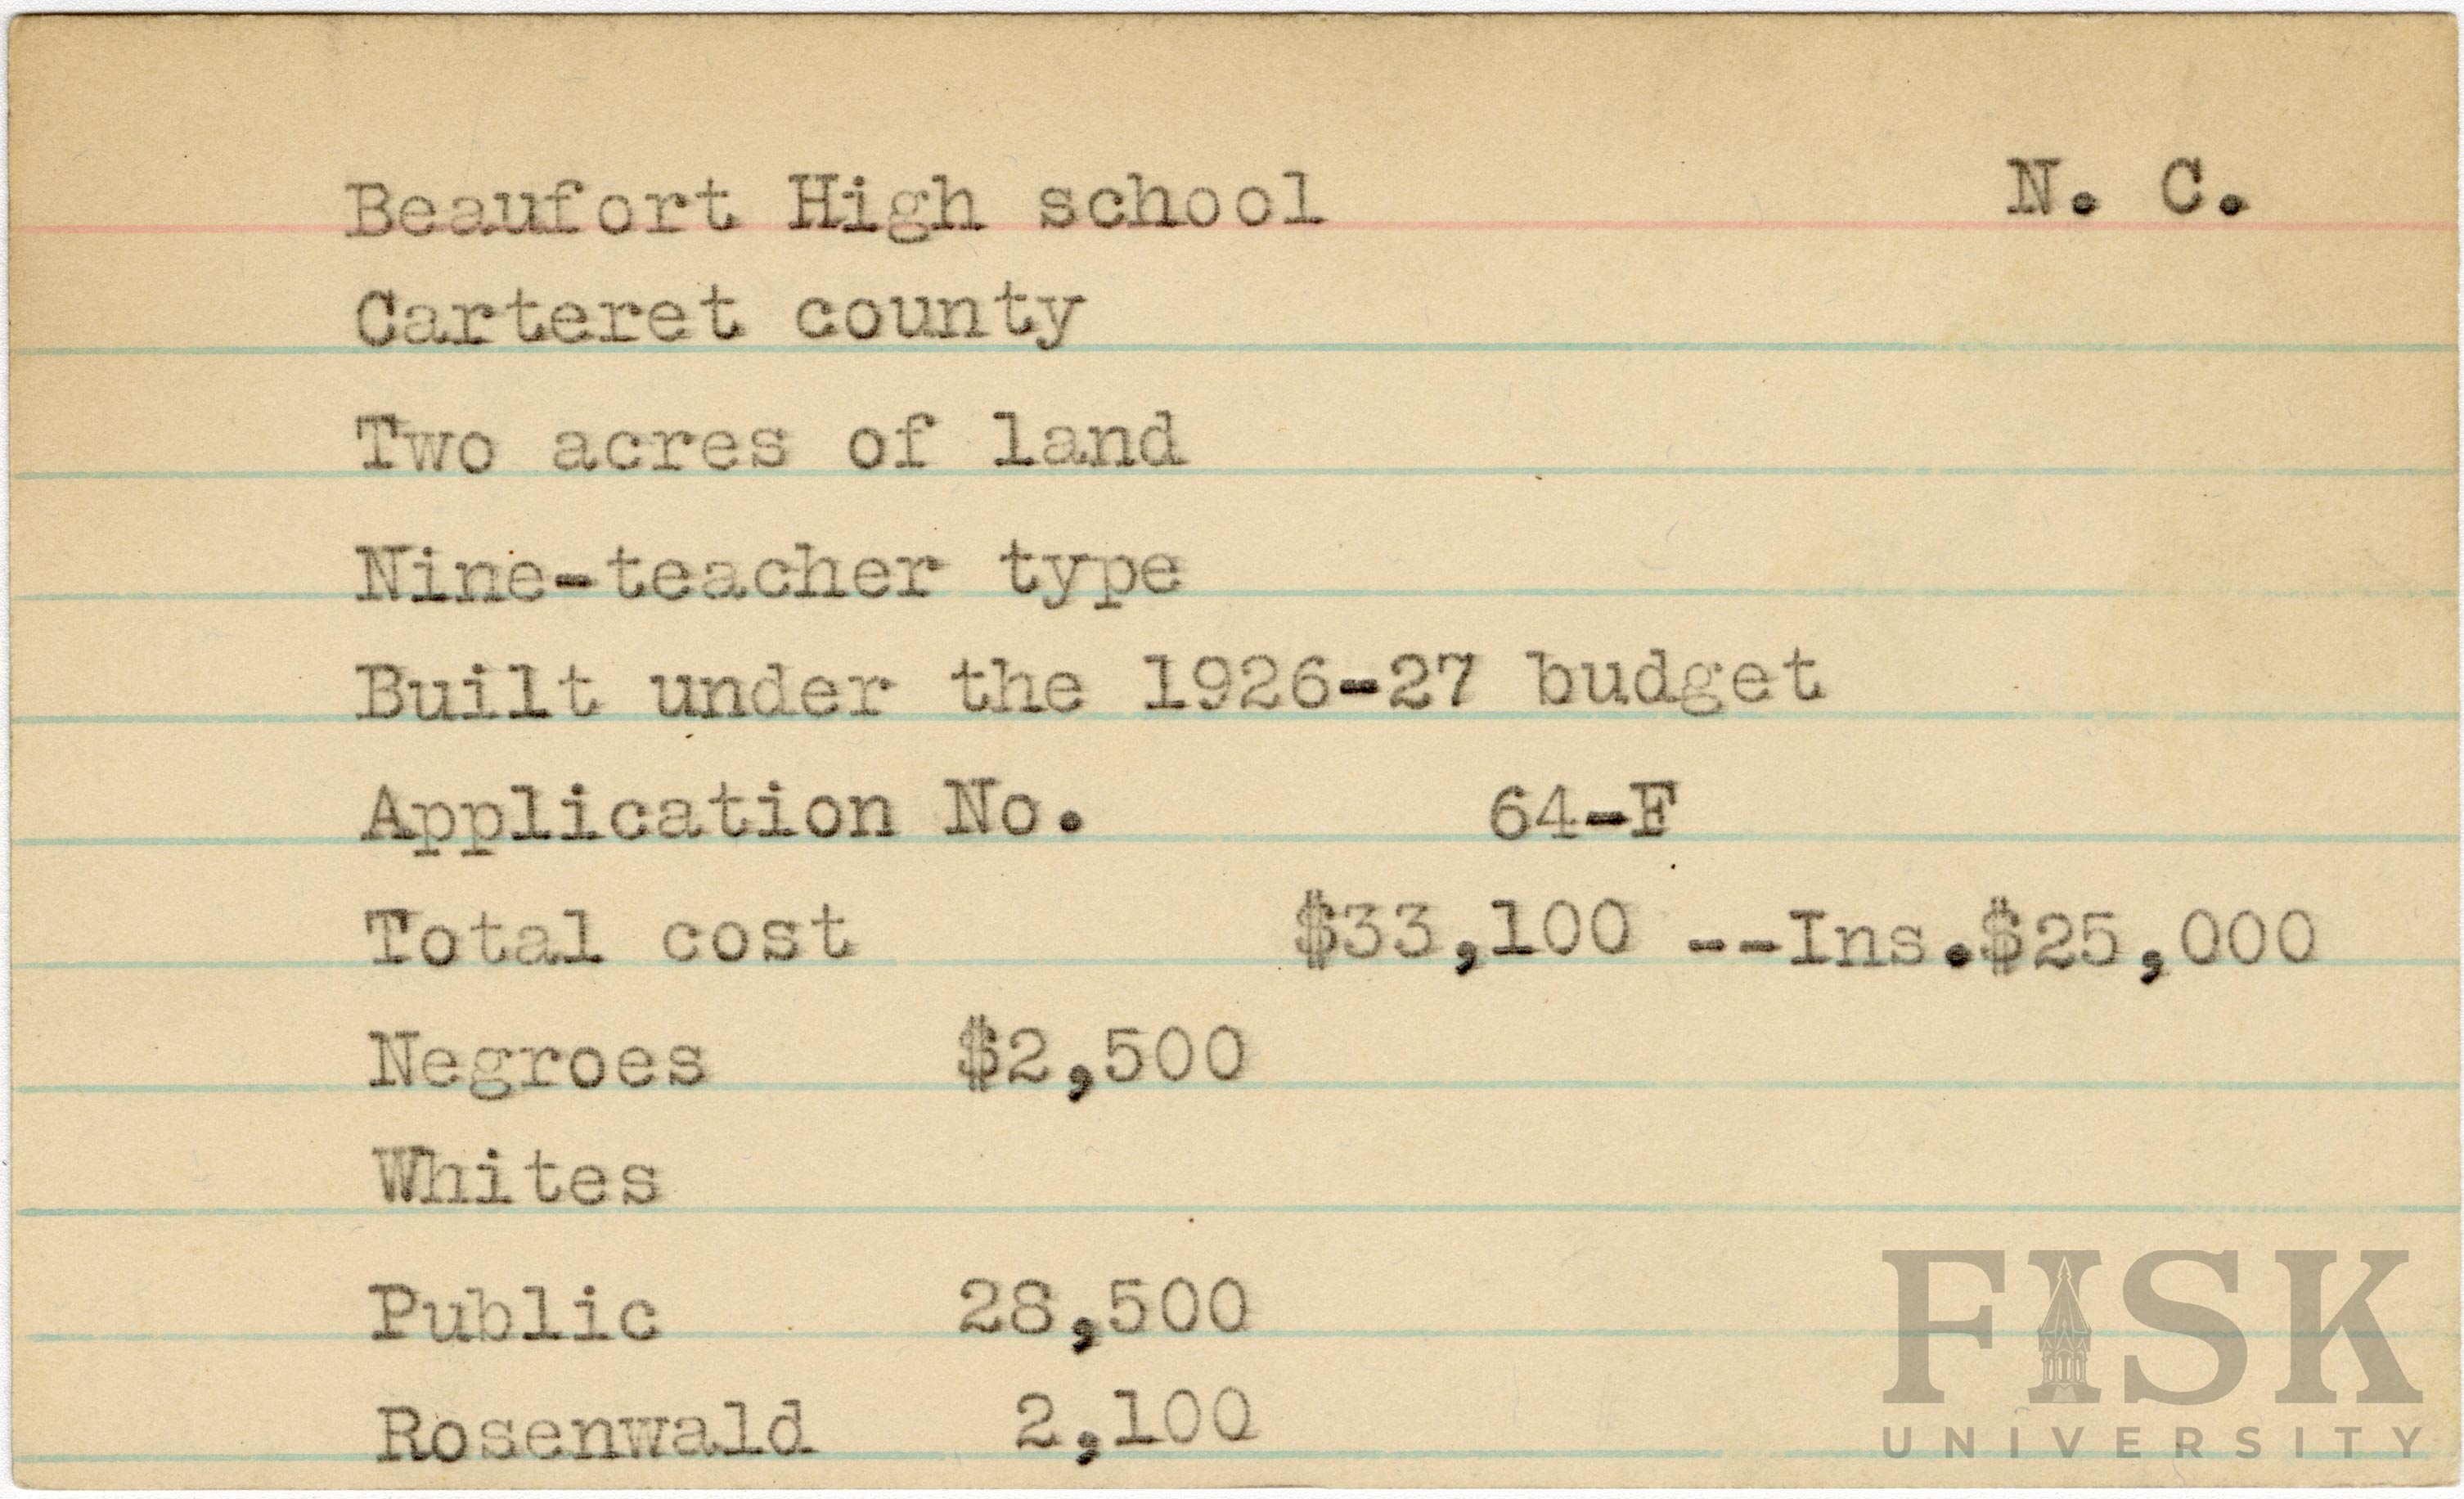 Beaufort High school N. C.
Carteret county
Two acres of land
Nine-teacher type
Built under the 1926-27 budget
Application No. 64-F
Total cost $33,100 --Ins.$25,000
Negroes $2,500
Whites
Public 28,500
Rosenwald 2,100
FISK
UNIVERSITY